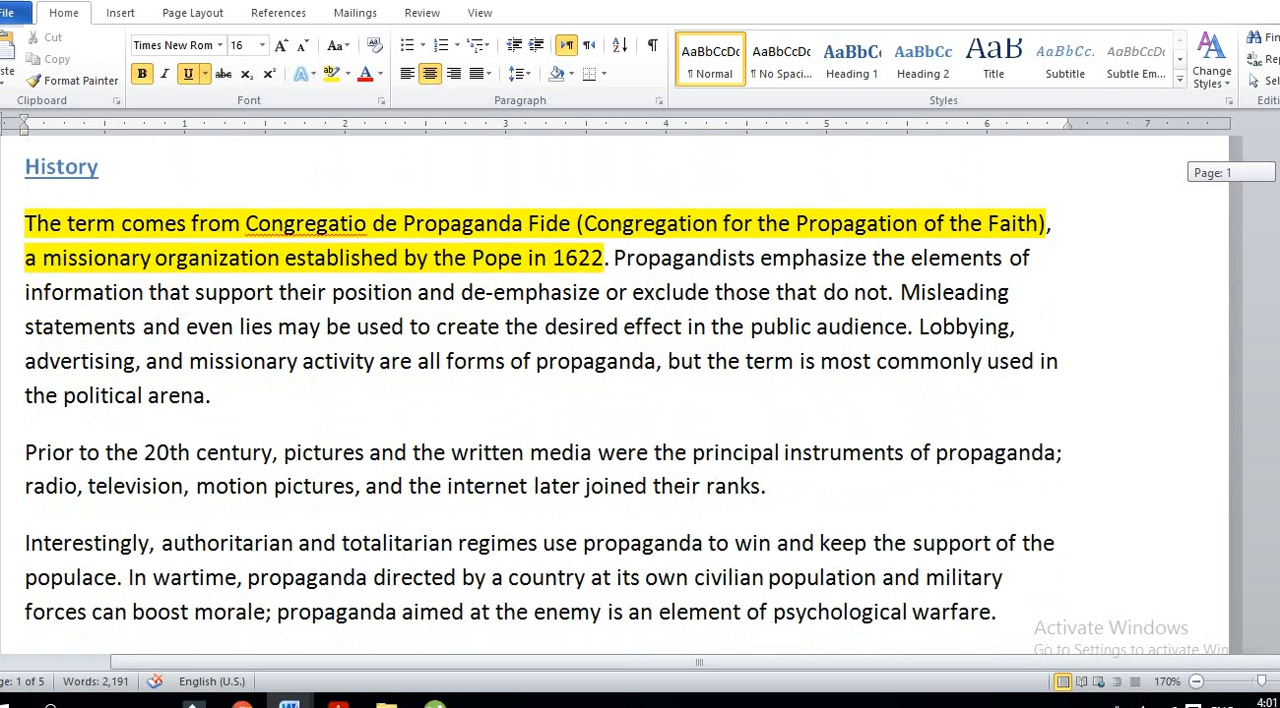 File Home Insert Page Layout References Mailings Review View
Cut
Copy
Format Painter
Clipboard
Times New Rom 16
Font
Paragraph
AaBbCcDc AaBbCcDc AaBbCc AaBbCc AaB AaBbCc. AaBbCcDc
¶ Normal ¶ No Spaci... Heading 1 Heading 2 Title Subtitle Subtle Em...
Change Styles
Styles
1 2 3 4 5 6 7
Page: 1
History
The term comes from Congregatio de Propaganda Fide (Congregation for the Propagation of the Faith),
a missionary organization established by the Pope in 1622. Propagandists emphasize the elements of
information that support their position and de-emphasize or exclude those that do not. Misleading
statements and even lies may be used to create the desired effect in the public audience. Lobbying,
advertising, and missionary activity are all forms of propaganda, but the term is most commonly used in
the political arena.
Prior to the 20th century, pictures and the written media were the principal instruments of propaganda;
radio, television, motion pictures, and the internet later joined their ranks.
Interestingly, authoritarian and totalitarian regimes use propaganda to win and keep the support of the
populace. In wartime, propaganda directed by a country at its own civilian population and military
forces can boost morale; propaganda aimed at the enemy is an element of psychological warfare.
Activate Windows
Go to Settings to activate Win
ge: 1 of 5 Words: 2,191 English (U.S.) 170%
4:01